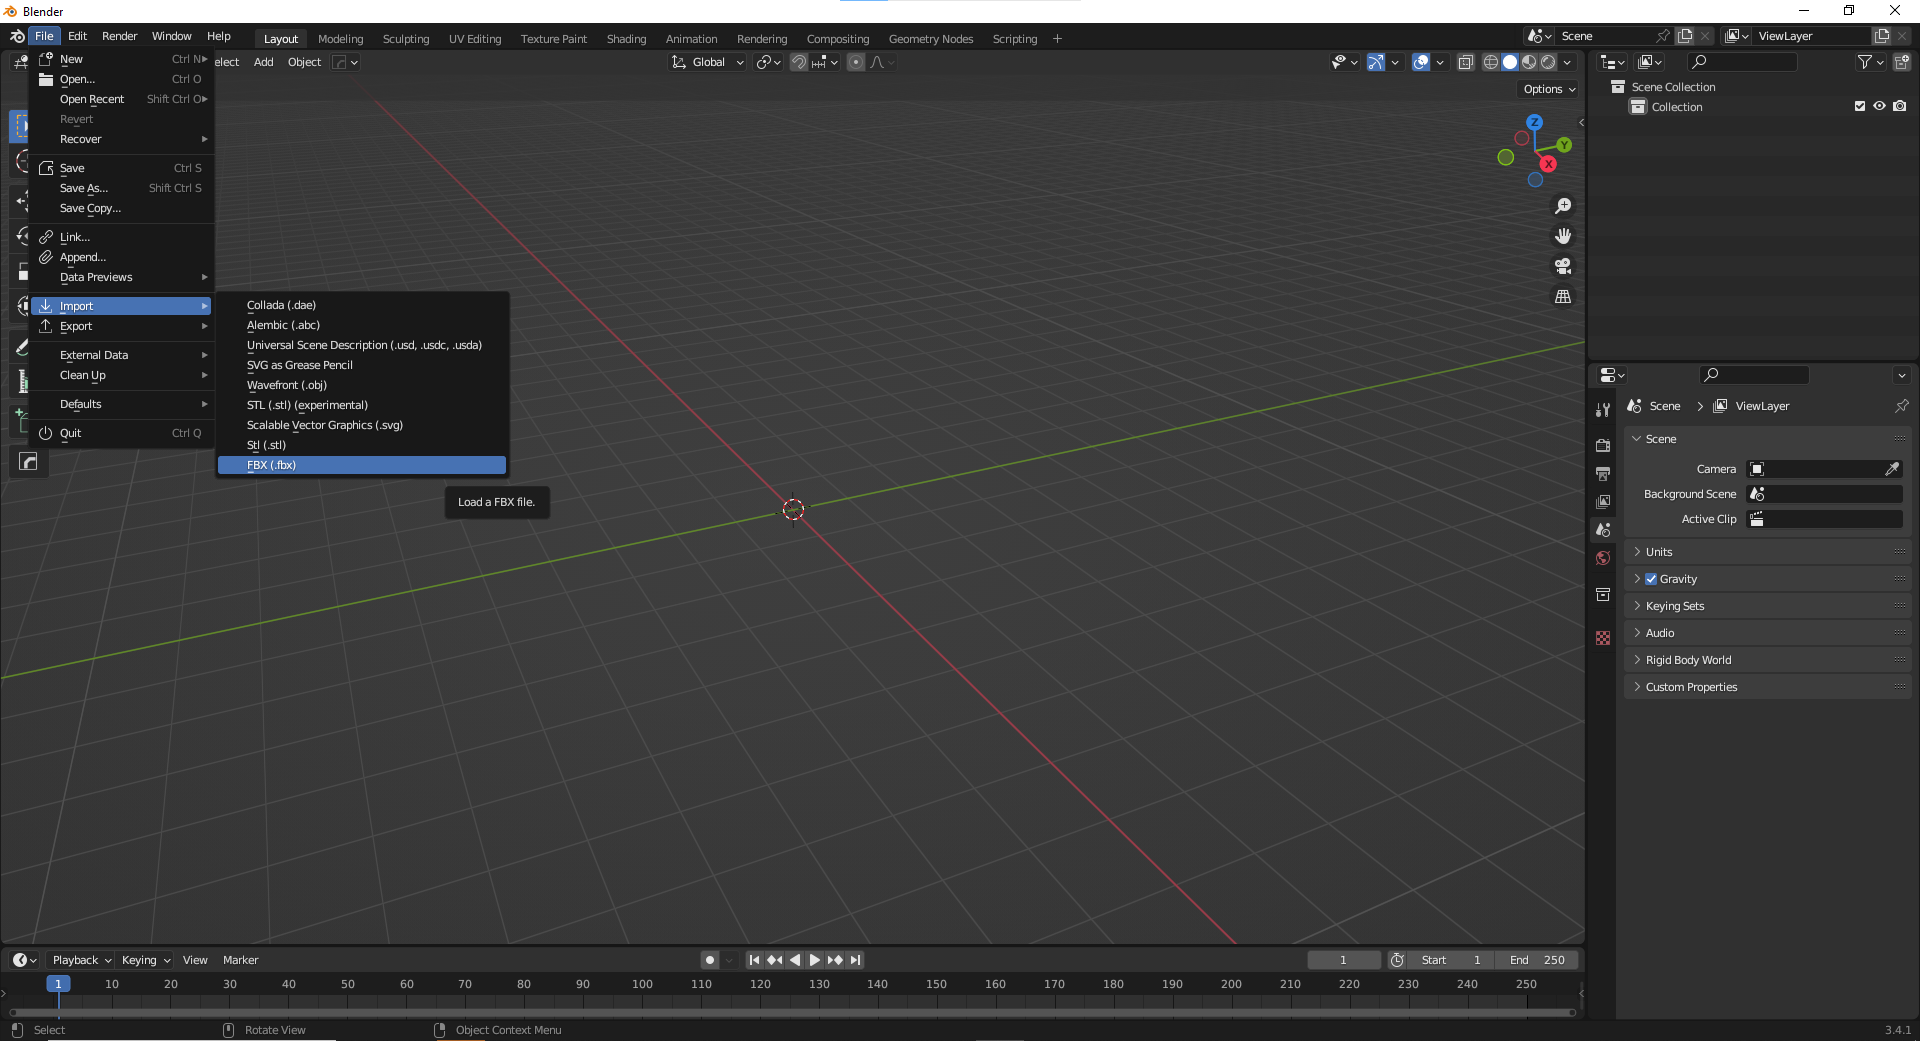 Blender
File Edit Render Window Help Layout Modeling Sculpting UV Editing Texture Paint Shading Animation Rendering Compositing Geometry Nodes Scripting + Scene ViewLayer
elect Add Object Global
Options
New Ctrl N
Open... Ctrl O
Open Recent Shift Ctrl O
Revert
Recover
Save Ctrl S
Save As... Shift Ctrl S
Save Copy...
Link...
Append...
Data Previews
Import
Export
External Data
Clean Up
Defaults
Quit Ctrl Q
Collada (.dae)
Alembic (.abc)
Universal Scene Description (.usd, .usdc, .usda)
SVG as Grease Pencil
Wavefront (.obj)
STL (.stl) (experimental)
Scalable Vector Graphics (.svg)
Stl (.stl)
FBX (.fbx)
Load a FBX file.
Z
Y
X
Scene Collection
Collection
Scene ViewLayer
Scene
Camera
Background Scene
Active Clip
Units
Gravity
Keying Sets
Audio
Rigid Body World
Custom Properties
Playback Keying View Marker 1 Start 1 End 250
1 10 20 30 40 50 60 70 80 90 100 110 120 130 140 150 160 170 180 190 200 210 220 230 240 250
Select Rotate View Object Context Menu 3.4.1